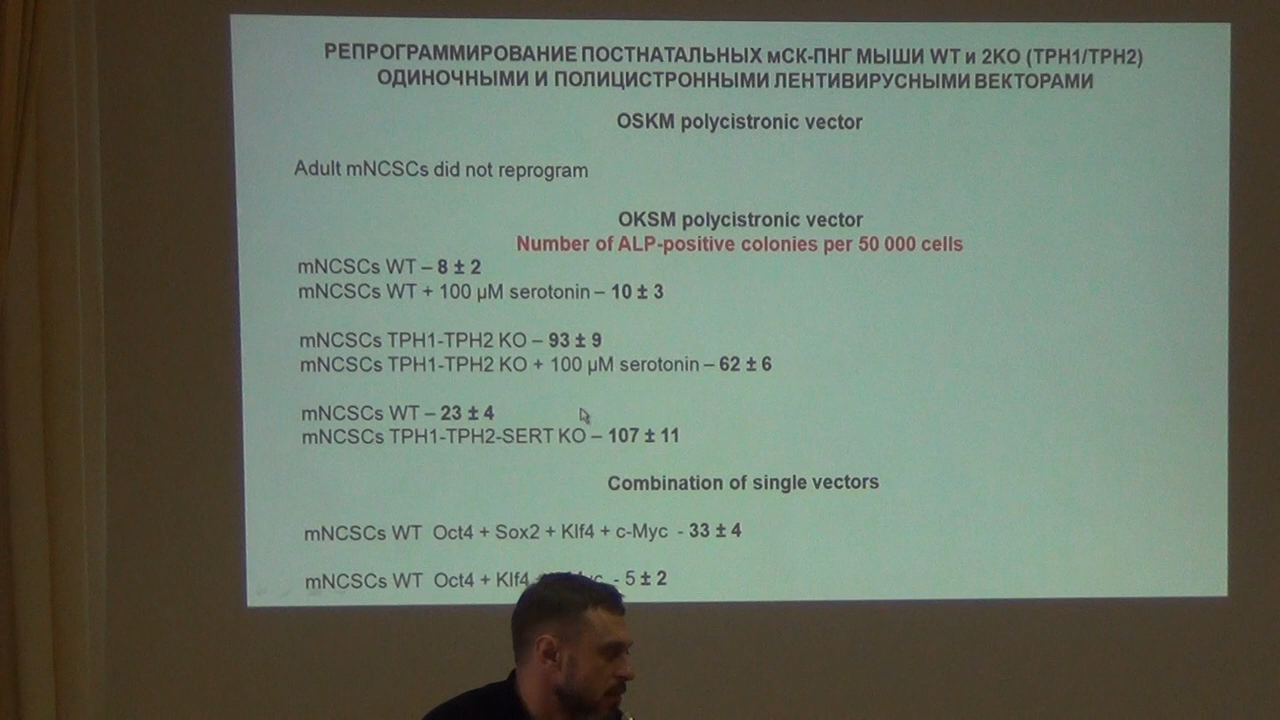 РЕПРОГРАММИРОВАНИЕ ПОСТНАТАЛЬНЫХ мСК-ПНГ МЫШИ WT и 2KO (TPH1/TPH2)
ОДИНОЧНЫМИ И ПОЛИЦИСТРОННЫМИ ЛЕНТИВИРУСНЫМИ ВЕКТОРАМИ
OSKM polycistronic vector
Adult mNCSCs did not reprogram
OKSM polycistronic vector
Number of ALP-positive colonies per 50 000 cells
mNCSCs WT – 8 ± 2
mNCSCs WT + 100 µM serotonin – 10 ± 3
mNCSCs TPH1-TPH2 KO – 93 ± 9
mNCSCs TPH1-TPH2 KO + 100 µM serotonin – 62 ± 6
mNCSCs WT – 23 ± 4
mNCSCs TPH1-TPH2-SERT KO – 107 ± 11
Combination of single vectors
mNCSCs WT Oct4 + Sox2 + Klf4 + c-Myc - 33 ± 4
mNCSCs WT Oct4 + Klf4 - 5 ± 2